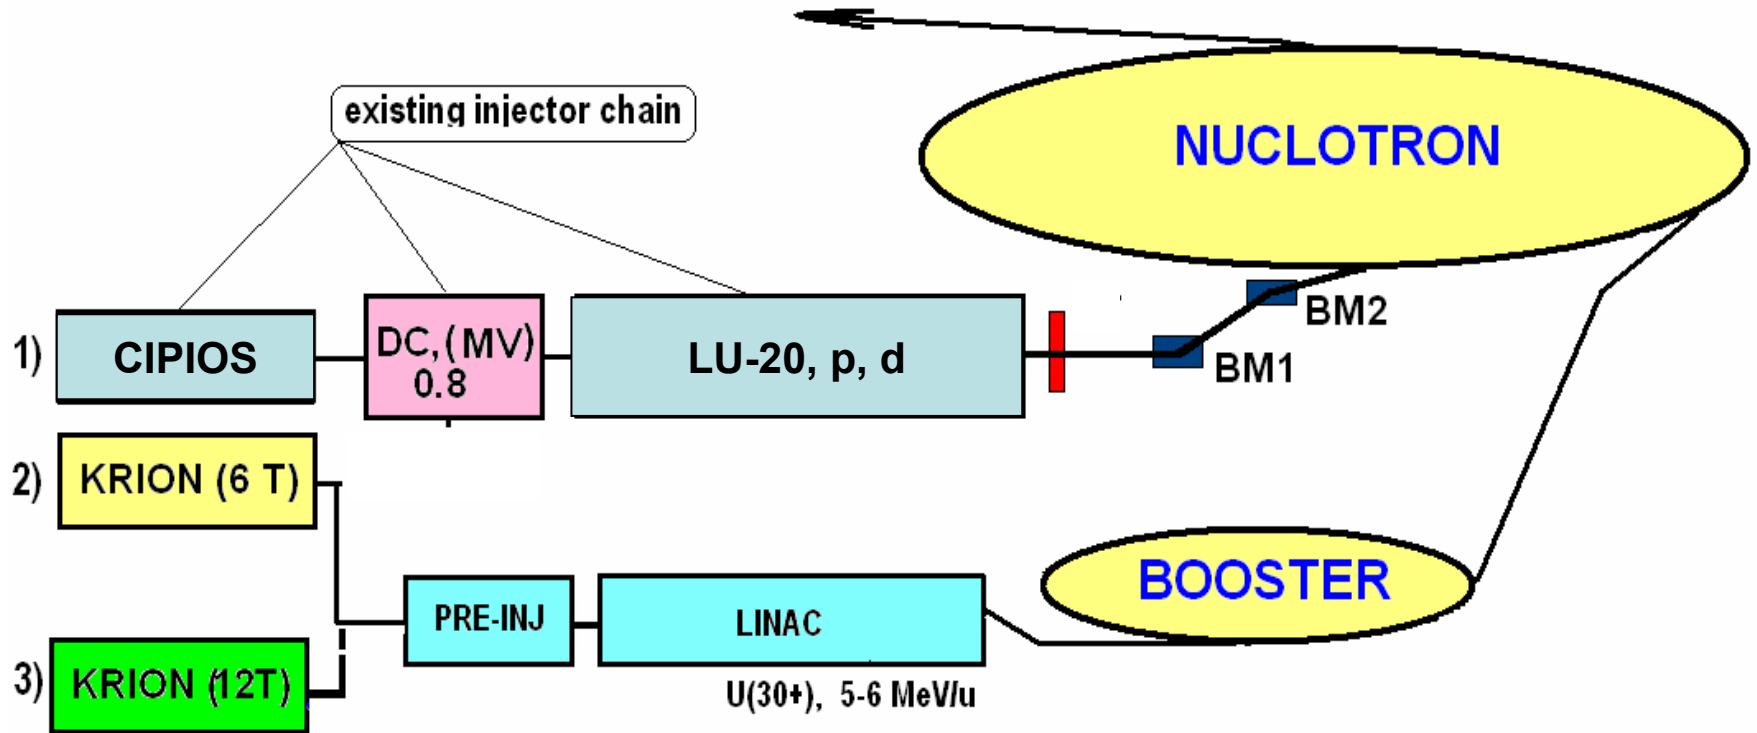 existing injector chain
NUCLOTRON
1) CIPIOS
DC, (MV)
0.8
LU-20, p, d
BM1
BM2
2) KRION (6 T)
PRE-INJ
LINAC
BOOSTER
3) KRION (12T)
U(30+), 5-6 MeV/u